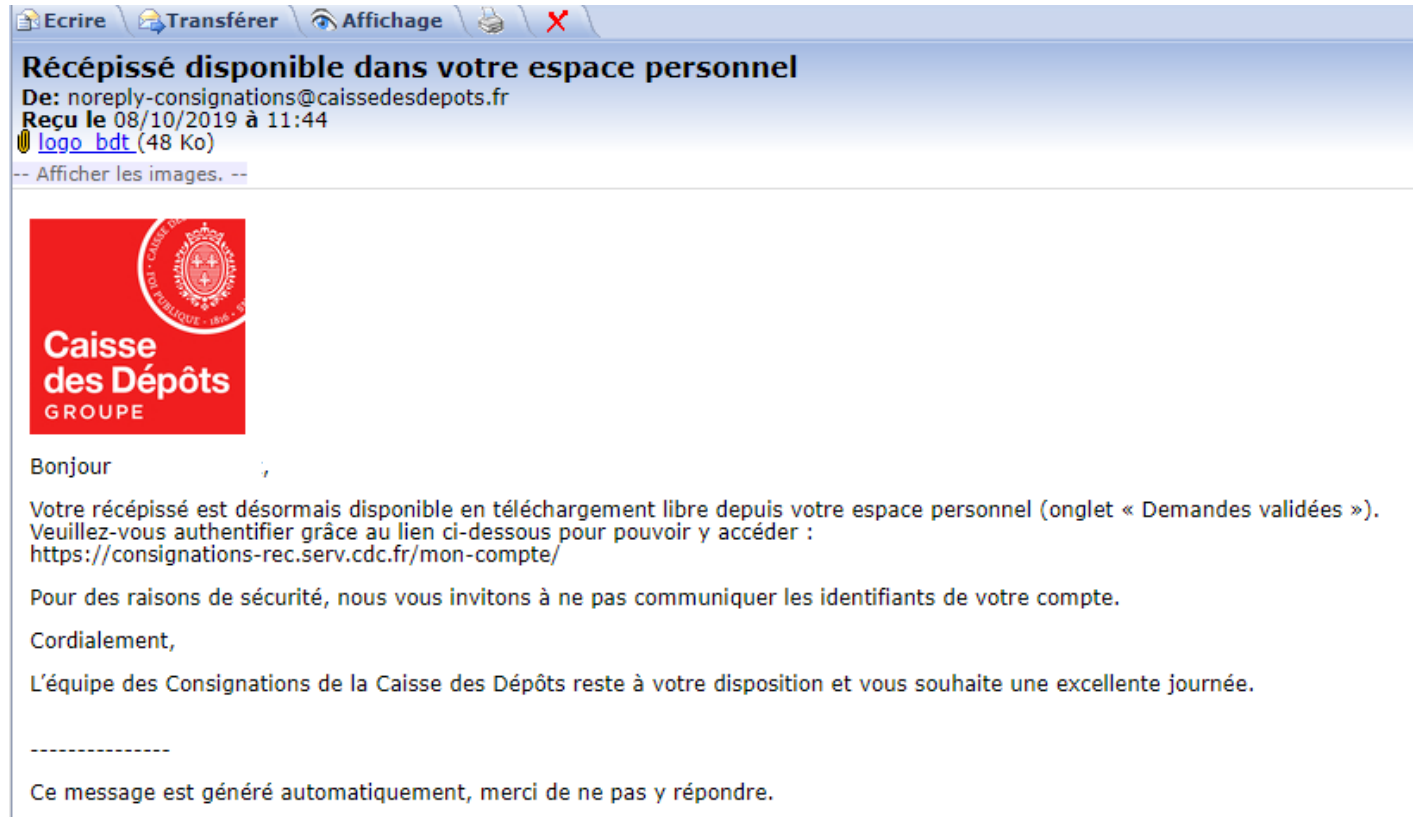 Ecrire Transférer Affichage
Récépissé disponible dans votre espace personnel
De: noreply-consignations@caissedesdepots.fr
Reçu le 08/10/2019 à 11:44
logo_bdt (48 Ko)
-- Afficher les images. --
Caisse
des Dépôts
GROUPE
Bonjour ,
Votre récépissé est désormais disponible en téléchargement libre depuis votre espace personnel (onglet « Demandes validées »).
Veuillez-vous authentifier grâce au lien ci-dessous pour pouvoir y accéder :
https://consignations-rec.serv.cdc.fr/mon-compte/
Pour des raisons de sécurité, nous vous invitons à ne pas communiquer les identifiants de votre compte.
Cordialement,
L'équipe des Consignations de la Caisse des Dépôts reste à votre disposition et vous souhaite une excellente journée.
---------------
Ce message est généré automatiquement, merci de ne pas y répondre.